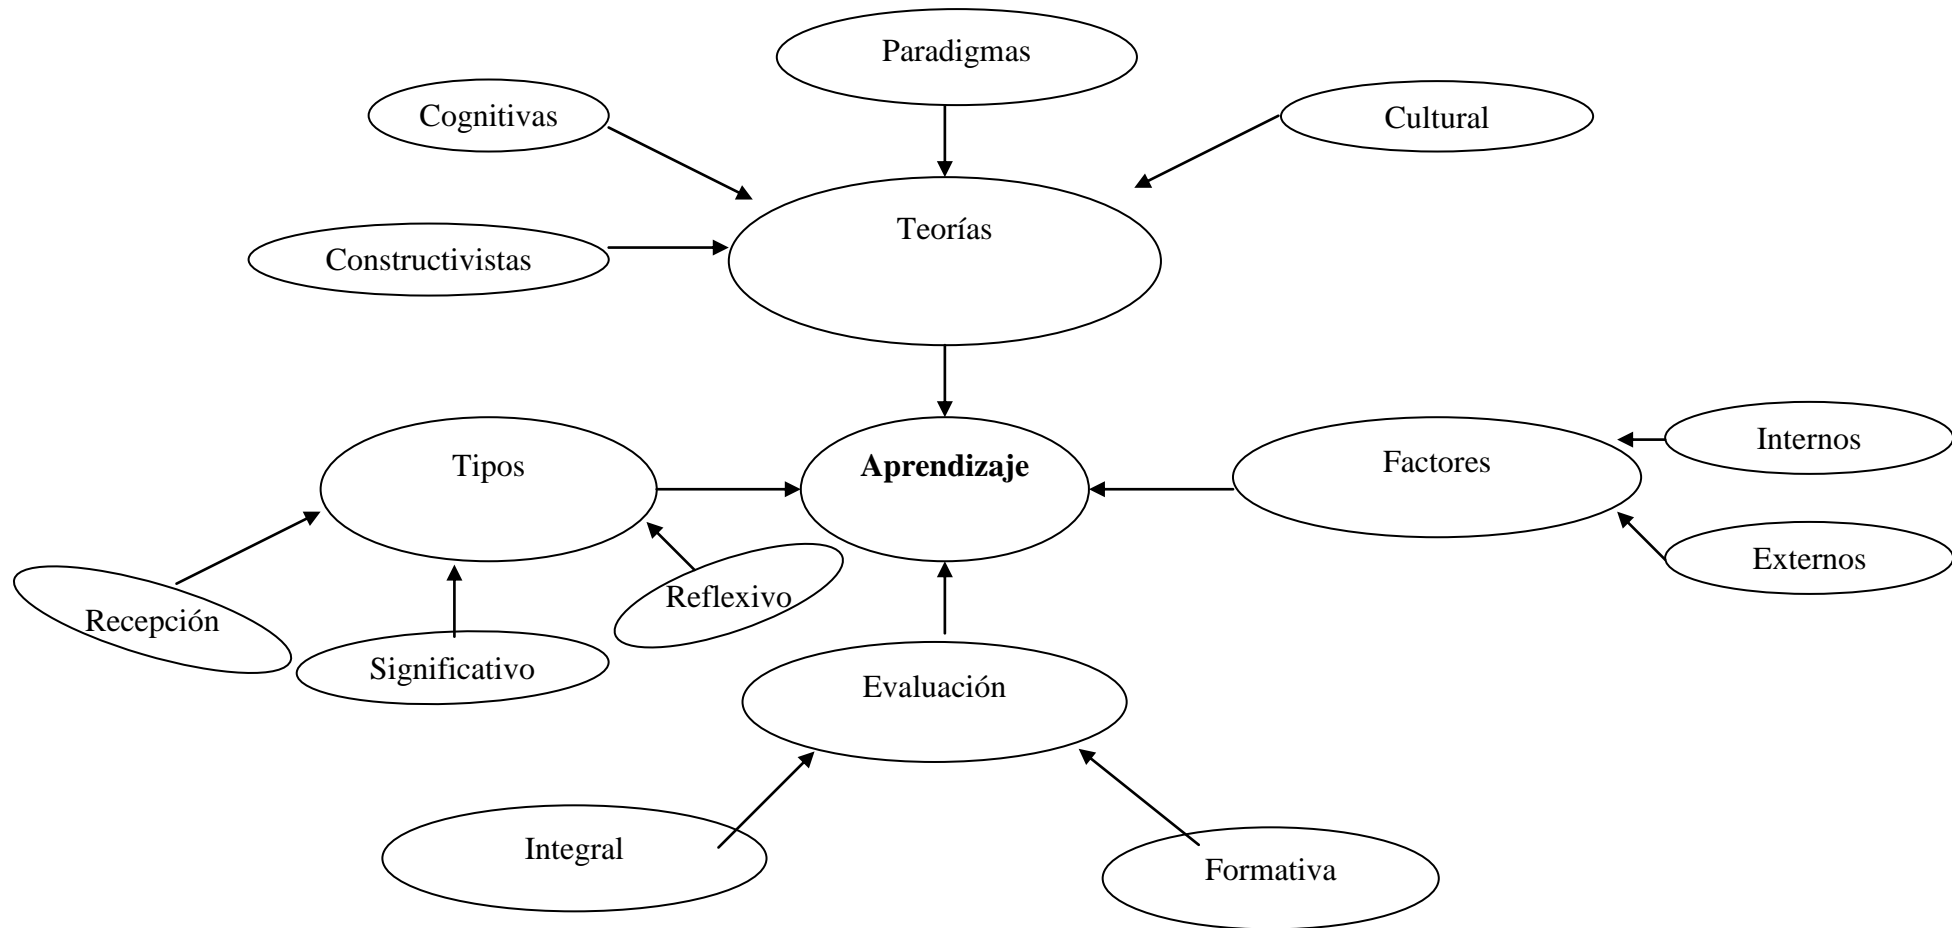 Paradigmas
Cognitivas
Cultural
Teorías
Constructivistas
Tipos
Aprendizaje
Factores
Internos
Externos
Recepción
Reflexivo
Significativo
Evaluación
Integral
Formativa